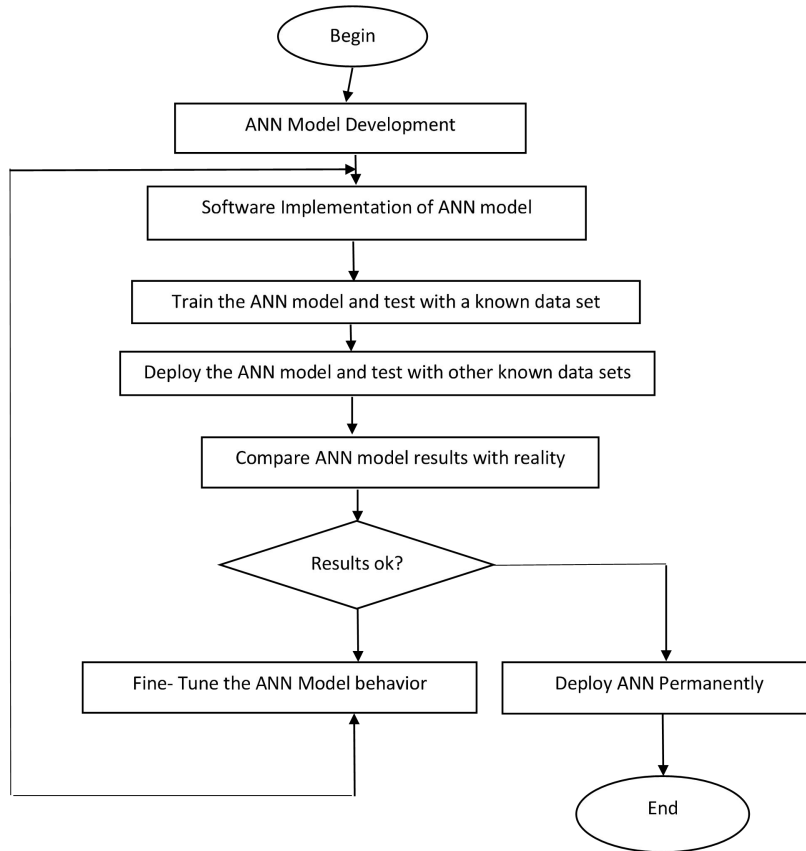 Begin
ANN Model Development
Software Implementation of ANN model
Train the ANN model and test with a known data set
Deploy the ANN model and test with other known data sets
Compare ANN model results with reality
Results ok?
Fine- Tune the ANN Model behavior
Deploy ANN Permanently
End